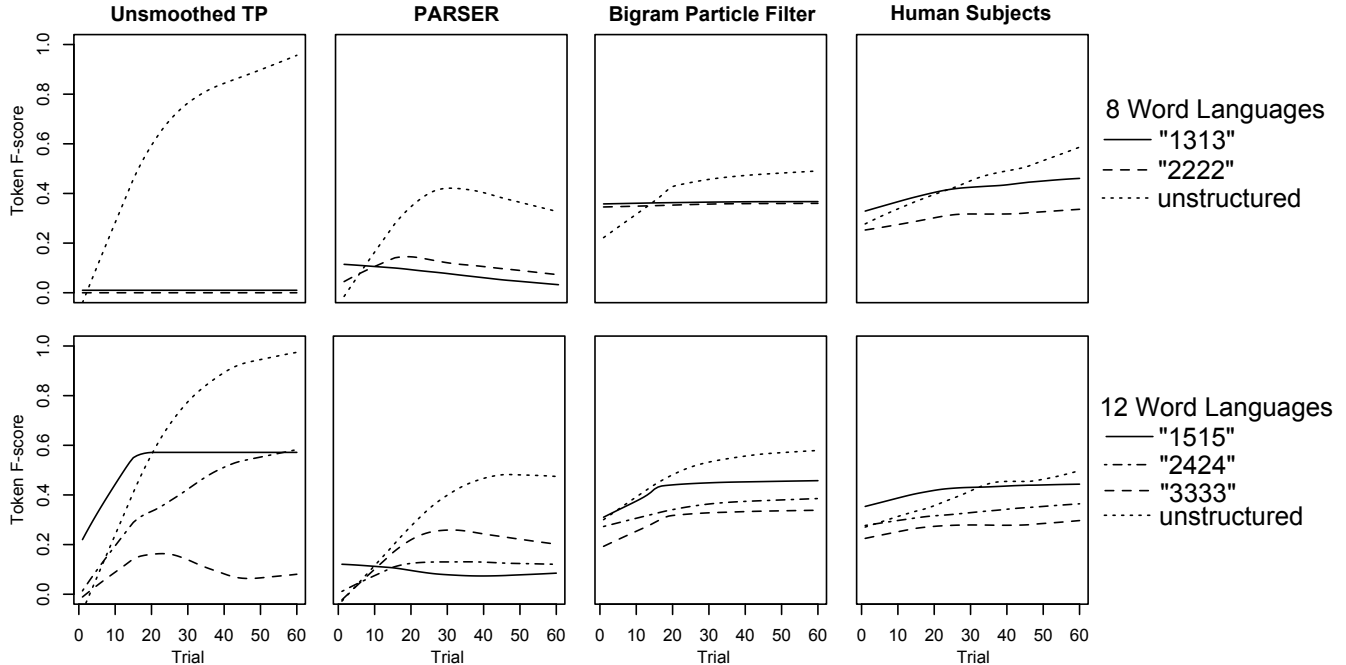 Unsmoothed TP PARSER Bigram Particle Filter Human Subjects
Token F-score
0.0 0.2 0.4 0.6 0.8 1.0
8 Word Languages
"1313"
"2222"
unstructured
Token F-score
0.0 0.2 0.4 0.6 0.8 1.0
12 Word Languages
"1515"
"2424"
"3333"
unstructured
0 10 20 30 40 50 60 0 10 20 30 40 50 60 0 10 20 30 40 50 60 0 10 20 30 40 50 60
Trial Trial Trial Trial